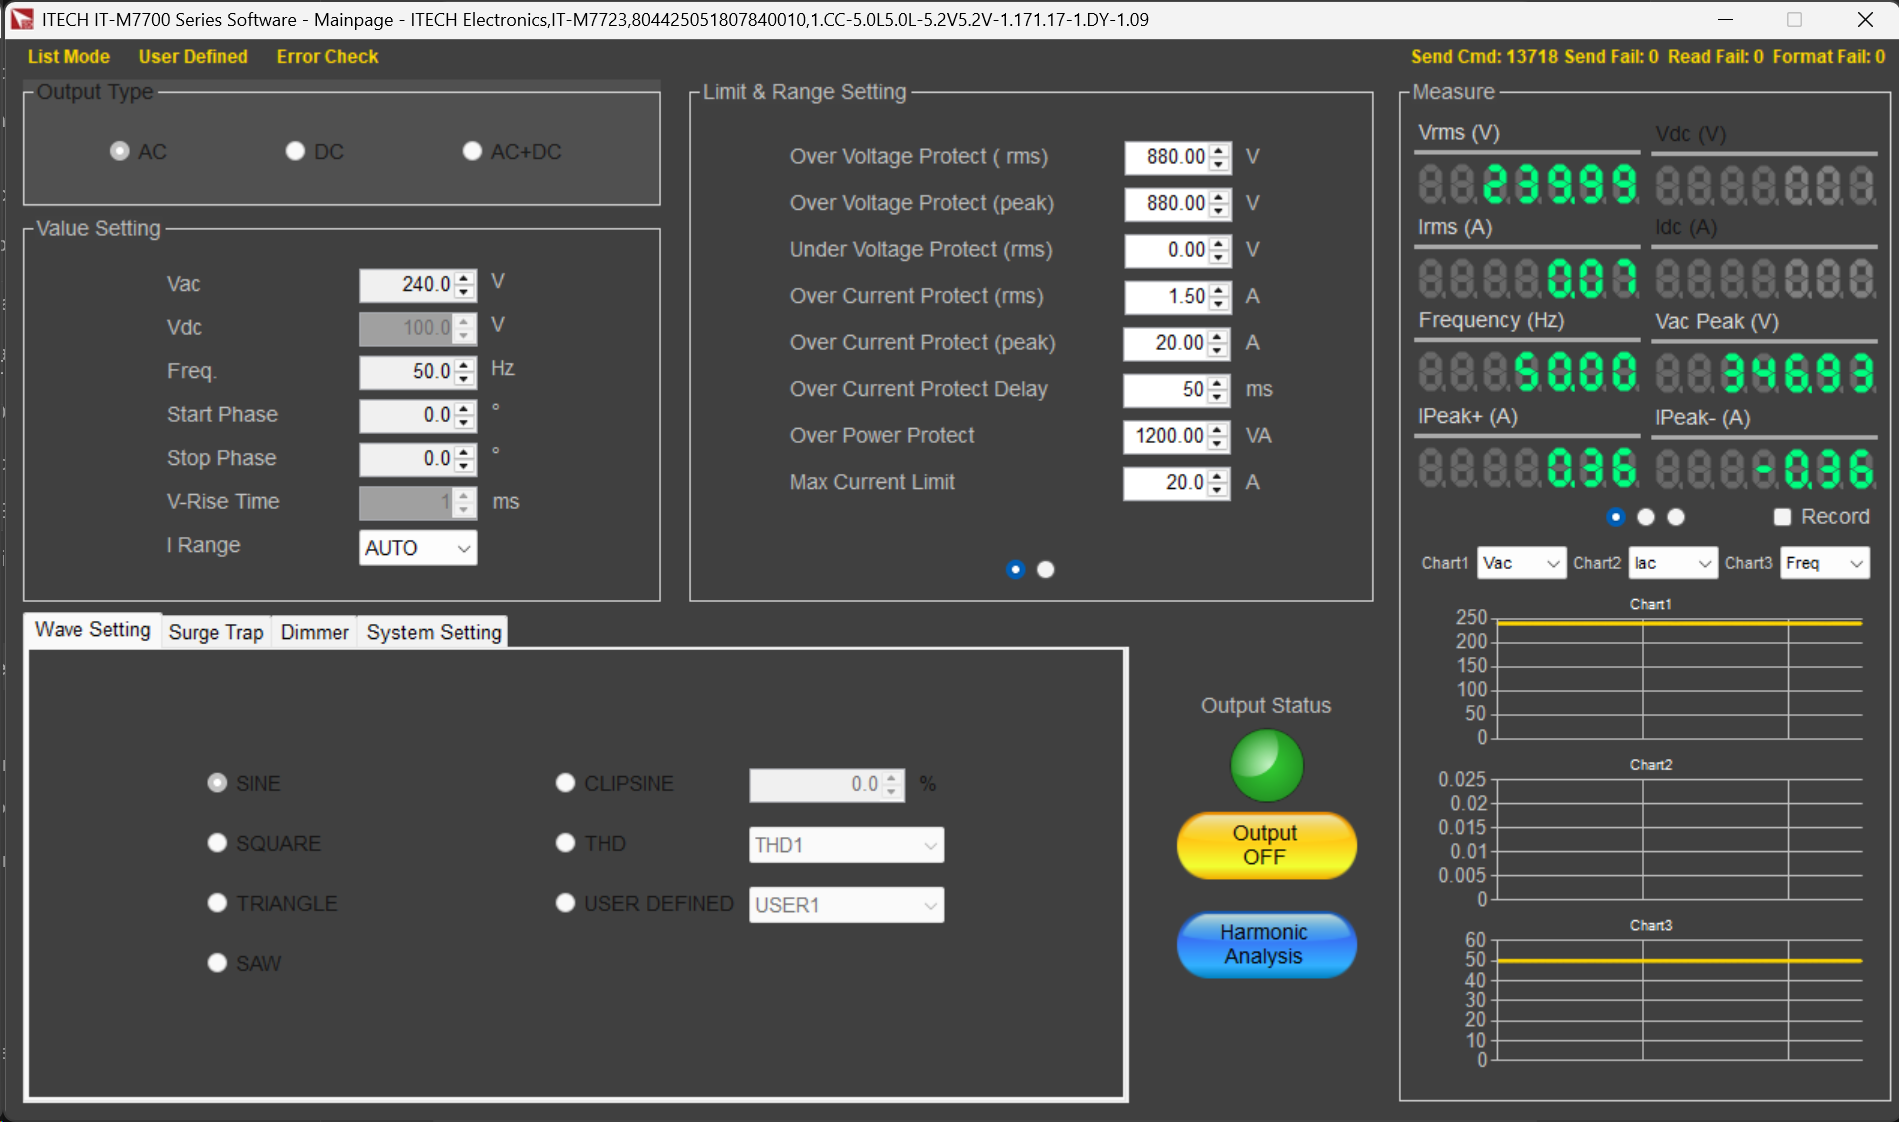 ITECH IT-M7700 Series Software - Mainpage - ITECH Electronics,IT-M7723,804425051807840010,1.CC-5.0L5.0L-5.2V5.2V-1.171.17-1.DY-1.09
List Mode User Defined Error Check
Send Cmd: 13718 Send Fail: 0 Read Fail: 0 Format Fail: 0
Output Type
AC DC AC+DC
Value Setting
Vac 240.0 V
Vdc 100.0 V
Freq. 50.0 Hz
Start Phase 0.0 °
Stop Phase 0.0 °
V-Rise Time 1 ms
I Range AUTO
Limit & Range Setting
Over Voltage Protect ( rms) 880.00 V
Over Voltage Protect (peak) 880.00 V
Under Voltage Protect (rms) 0.00 V
Over Current Protect (rms) 1.50 A
Over Current Protect (peak) 20.00 A
Over Current Protect Delay 50 ms
Over Power Protect 1200.00 VA
Max Current Limit 20.0 A
Wave Setting Surge Trap Dimmer System Setting
SINE CLIPSINE 0.0 %
SQUARE THD THD1
TRIANGLE USER DEFINED USER1
SAW
Output Status
Output
OFF
Harmonic
Analysis
Measure
Vrms (V) Vdc (V)
239.99
Irms (A) Idc (A)
0.07
Frequency (Hz) Vac Peak (V)
50.00 346.93
IPeak+ (A) IPeak- (A)
0.36 -0.36
Record
Chart1 Vac Chart2 Iac Chart3 Freq
Chart1
250
200
150
100
50
0
Chart2
0.025
0.02
0.015
0.01
0.005
0
Chart3
60
50
40
30
20
10
0